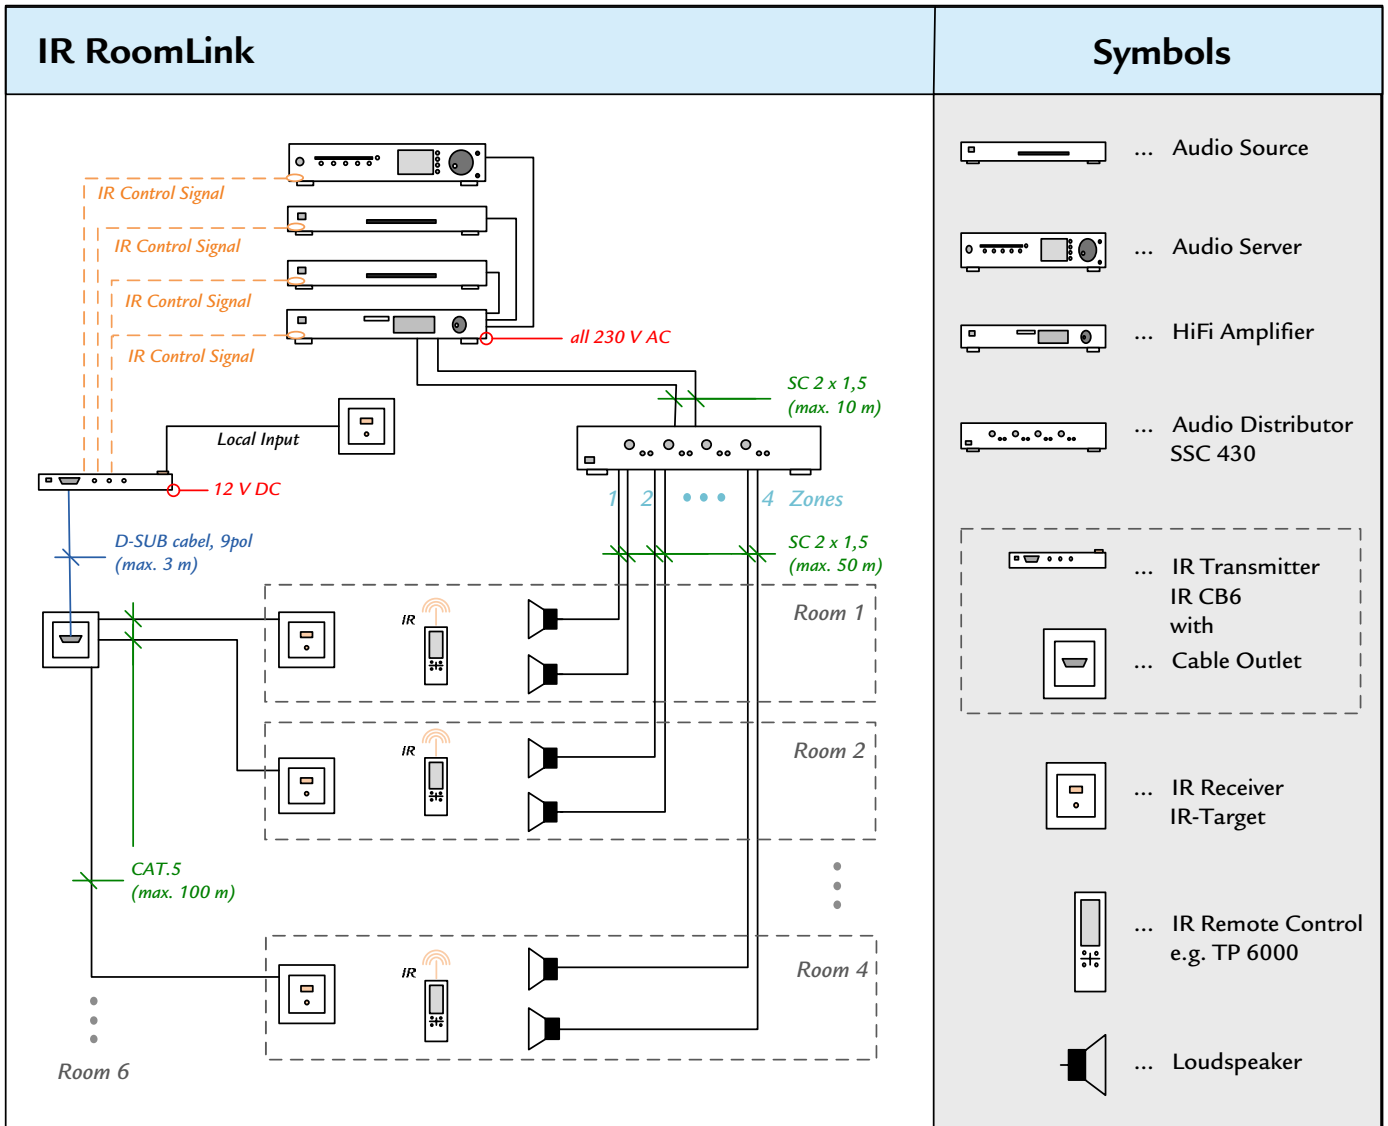 IR RoomLink
Symbols
IR Control Signal
IR Control Signal
IR Control Signal
IR Control Signal
all 230 V AC
SC 2 x 1,5
(max. 10 m)
Local Input
12 V DC
1 2 ••• 4 Zones
D-SUB cabel, 9pol
(max. 3 m)
SC 2 x 1,5
(max. 50 m)
Room 1
IR
Room 2
IR
CAT.5
(max. 100 m)
Room 4
IR
Room 6
... Audio Source
... Audio Server
... HiFi Amplifier
... Audio Distributor
SSC 430
... IR Transmitter
IR CB6
with
... Cable Outlet
... IR Receiver
IR-Target
... IR Remote Control
e.g. TP 6000
... Loudspeaker